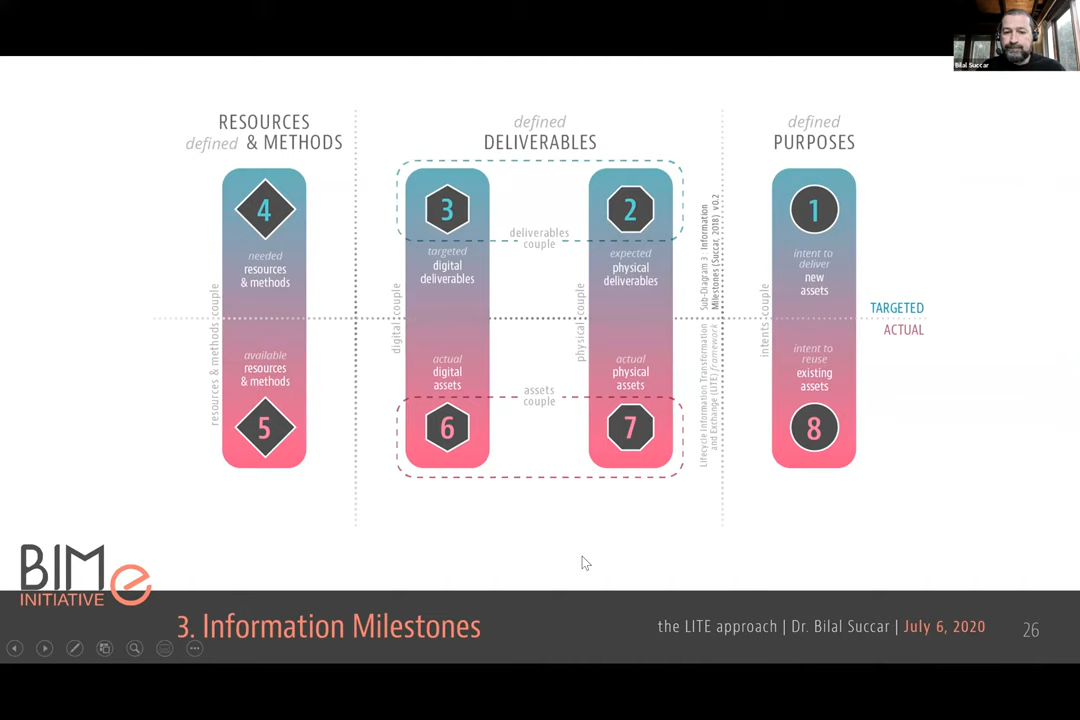 Bilal Succar
RESOURCES
defined & METHODS
defined
DELIVERABLES
defined
PURPOSES
4
3
2
1
deliverables
couple
needed
resources
& methods
targeted
digital
deliverables
expected
physical
deliverables
intent to
deliver
new
assets
resources & methods couple
digital couple
physical couple
intents couple
Sub-Diagram 3 : Information
Milestones (Succar, 2018) v0.2
Lifecycle Information Transformation
and Exchange (LITE) framework
TARGETED
ACTUAL
available
resources
& methods
actual
digital
assets
actual
physical
assets
intent to
reuse
existing
assets
assets
couple
5
6
7
8
BIMe
INITIATIVE
3. Information Milestones
the LITE approach | Dr. Bilal Succar | July 6, 2020
26